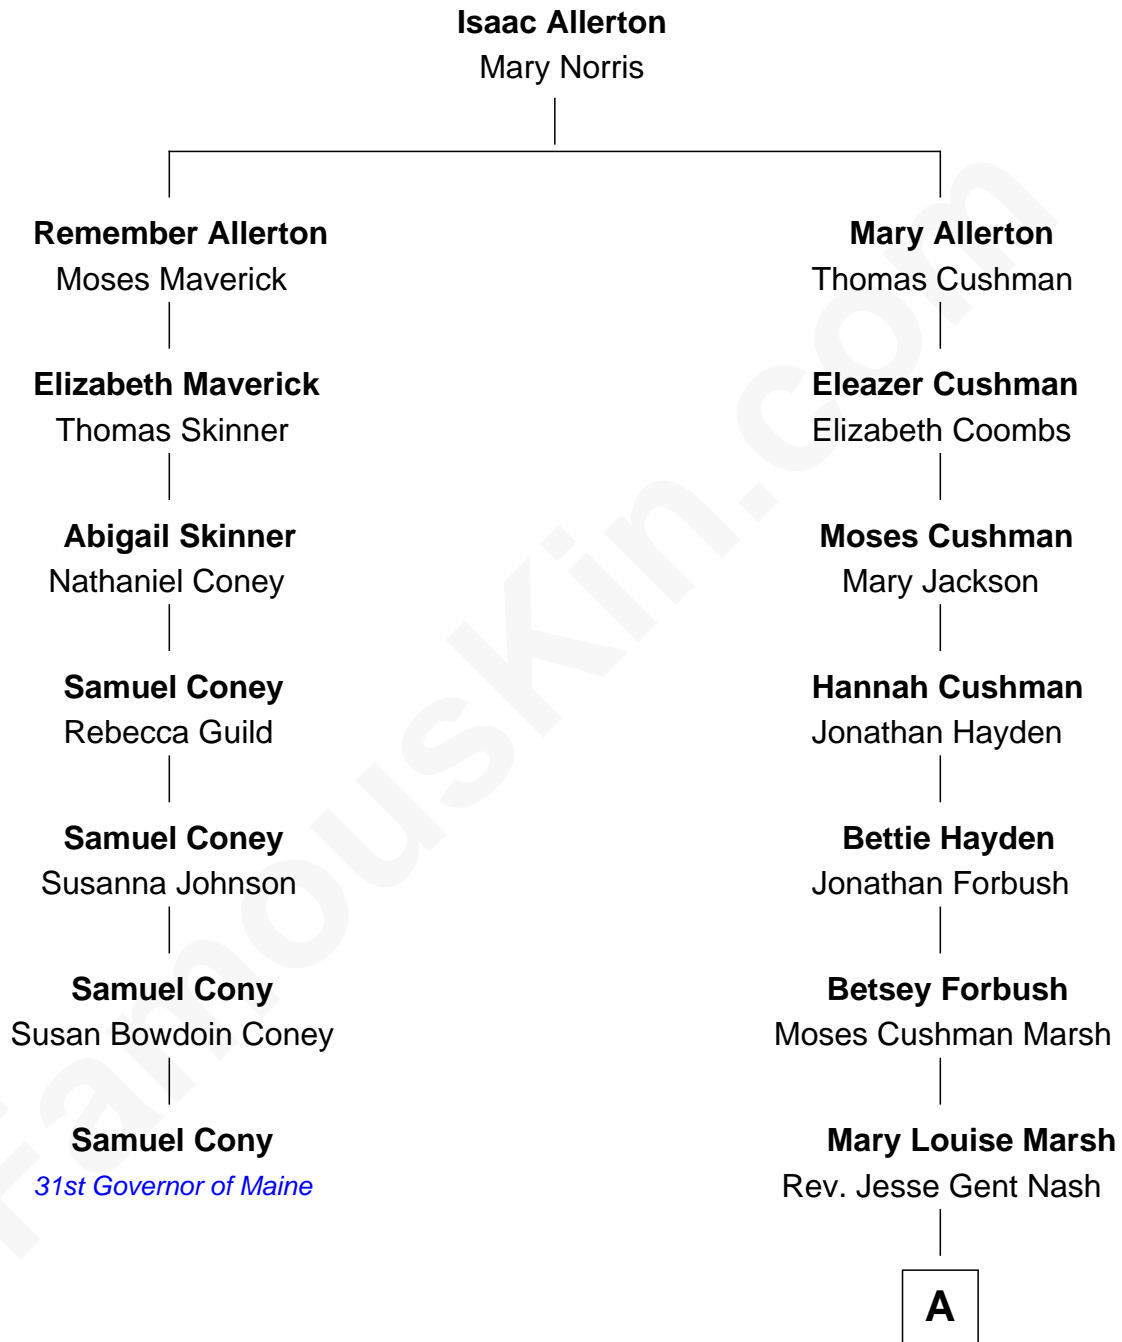 Isaac Allerton
Mary Norris
Remember Allerton
Moses Maverick
Mary Allerton
Thomas Cushman
Elizabeth Maverick
Thomas Skinner
Eleazer Cushman
Elizabeth Coombs
Abigail Skinner
Nathaniel Coney
Moses Cushman
Mary Jackson
Samuel Coney
Rebecca Guild
Hannah Cushman
Jonathan Hayden
Samuel Coney
Susanna Johnson
Bettie Hayden
Jonathan Forbush
Samuel Cony
Susan Bowdoin Coney
Betsey Forbush
Moses Cushman Marsh
Samuel Cony
31st Governor of Maine
Mary Louise Marsh
Rev. Jesse Gent Nash
A
FamousKin.com